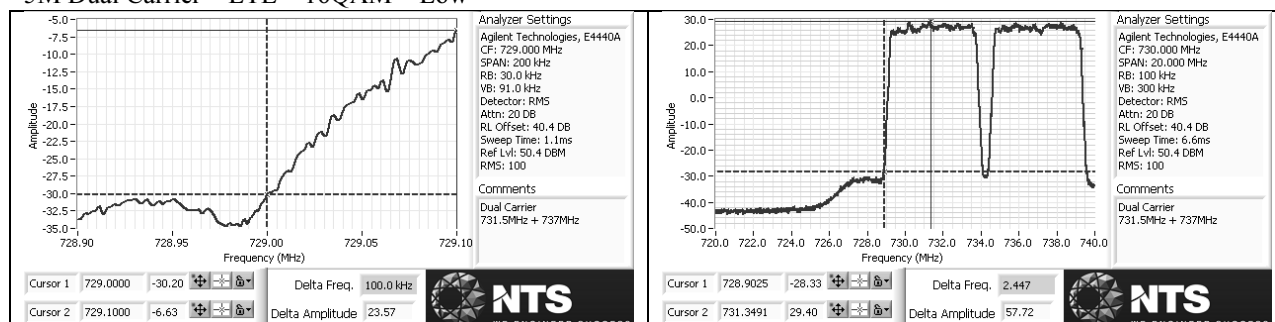 5M Dual Carrier – LTE – 16QAM – Low
-5.0
-7.5
-10.0
-12.5
-15.0
-17.5
-20.0
-22.5
-25.0
-27.5
-30.0
-32.5
-35.0
Amplitude
728.90 728.95 729.00 729.05 729.10
Frequency (MHz)
Analyzer Settings
Agilent Technologies, E4440A
CF: 729.000 MHz
SPAN: 200 kHz
RB: 30.0 kHz
VB: 91.0 kHz
Detector: RMS
Attn: 20 DB
RL Offset: 40.4 DB
Sweep Time: 1.1ms
Ref Lvl: 50.4 DBM
RMS: 100
Comments
Dual Carrier
731.5MHz + 737MHz
Cursor 1 729.0000 -30.20
Cursor 2 729.1000 -6.63
Delta Freq. 100.0 kHz
Delta Amplitude 23.57
NTS
30.0
20.0
10.0
0.0
-10.0
-20.0
-30.0
-40.0
-50.0
Amplitude
720.0 722.0 724.0 726.0 728.0 730.0 732.0 734.0 736.0 738.0 740.0
Frequency (MHz)
Analyzer Settings
Agilent Technologies, E4440A
CF: 730.000 MHz
SPAN: 20.000 MHz
RB: 100 kHz
VB: 300 kHz
Detector: RMS
Attn: 20 DB
RL Offset: 40.4 DB
Sweep Time: 6.6ms
Ref Lvl: 50.4 DBM
RMS: 100
Comments
Dual Carrier
731.5MHz + 737MHz
Cursor 1 728.9025 -28.33
Cursor 2 731.3491 29.40
Delta Freq. 2.447
Delta Amplitude 57.72
NTS